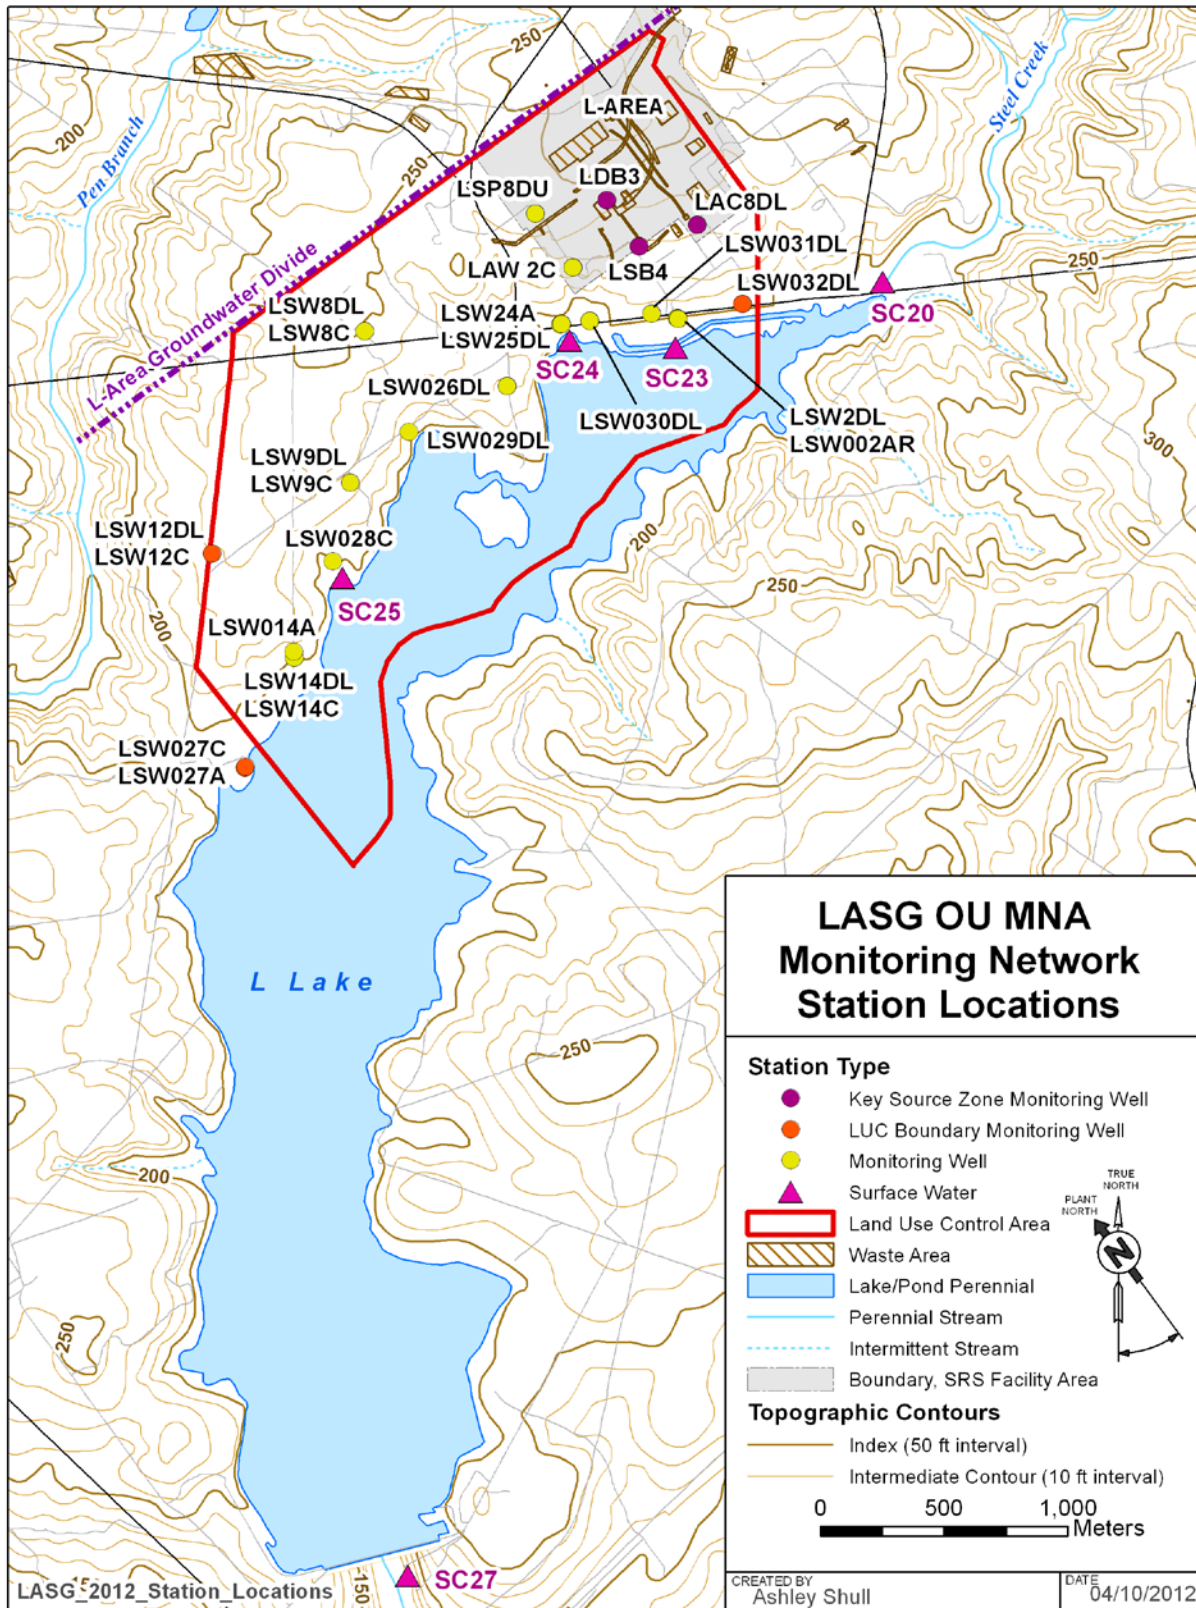 250
Steel Creek
L-AREA
200
Pen Branch
250
LDB3
LSP8DU
LAC8DL
LSW031DL
LAW 2C
LSB4
250
LSW032DL
L-Area Groundwater Divide
LSW8DL
LSW8C
LSW24A
LSW25DL
SC20
SC24
SC23
LSW026DL
LSW030DL
LSW2DL
LSW002AR
LSW029DL
300
LSW9DL
LSW9C
LSW12DL
LSW12C
200
LSW028C
250
SC25
200
LSW014A
LSW14DL
LSW14C
LSW027C
LSW027A
L Lake
250
200
250
150
SC27
150
LASG_2012_Station_Locations
LASG OU MNA
Monitoring Network
Station Locations
Station Type
Key Source Zone Monitoring Well
LUC Boundary Monitoring Well
Monitoring Well
Surface Water
Land Use Control Area
Waste Area
Lake/Pond Perennial
Perennial Stream
Intermittent Stream
Boundary, SRS Facility Area
TRUE
NORTH
PLANT
NORTH
N
Topographic Contours
Index (50 ft interval)
Intermediate Contour (10 ft interval)
0 500 1,000
Meters
CREATED BY
Ashley Shull
DATE
04/10/2012